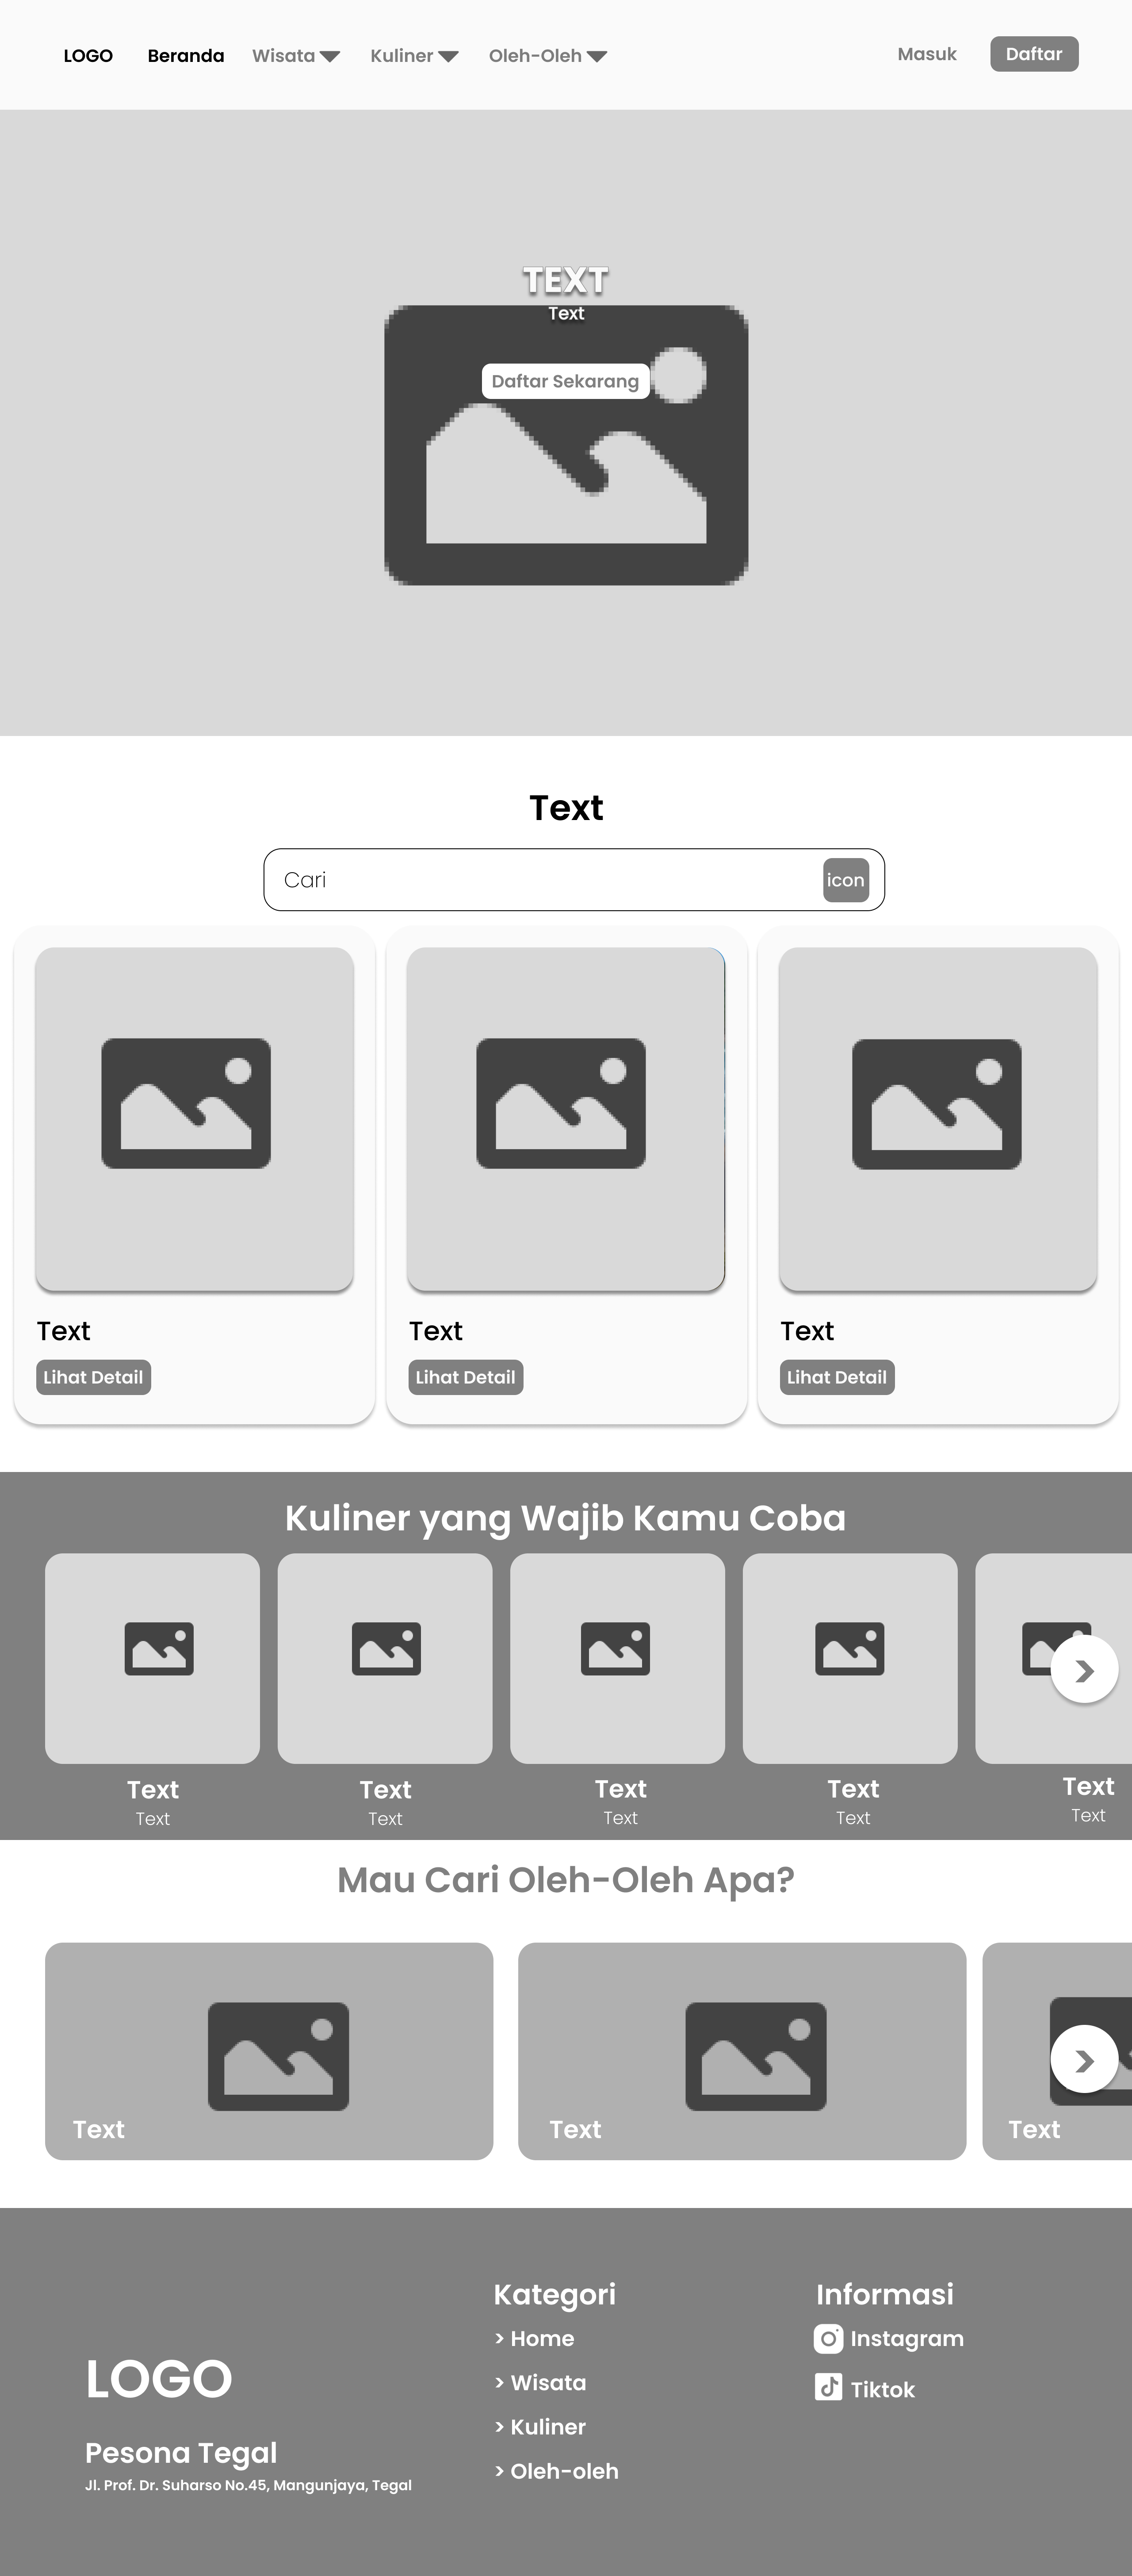 LOGO Beranda Wisata Kuliner Oleh-Oleh Masuk Daftar
TEXT
Text
Daftar Sekarang
Text
Cari icon
Text Text Text
Lihat Detail Lihat Detail Lihat Detail
Kuliner yang Wajib Kamu Coba
Text Text Text Text Text
Text Text Text Text Text
Mau Cari Oleh-Oleh Apa?
Text Text Text
LOGO
Pesona Tegal
Jl. Prof. Dr. Suharso No.45, Mangunjaya, Tegal
Kategori
> Home
> Wisata
> Kuliner
> Oleh-oleh
Informasi
Instagram
Tiktok